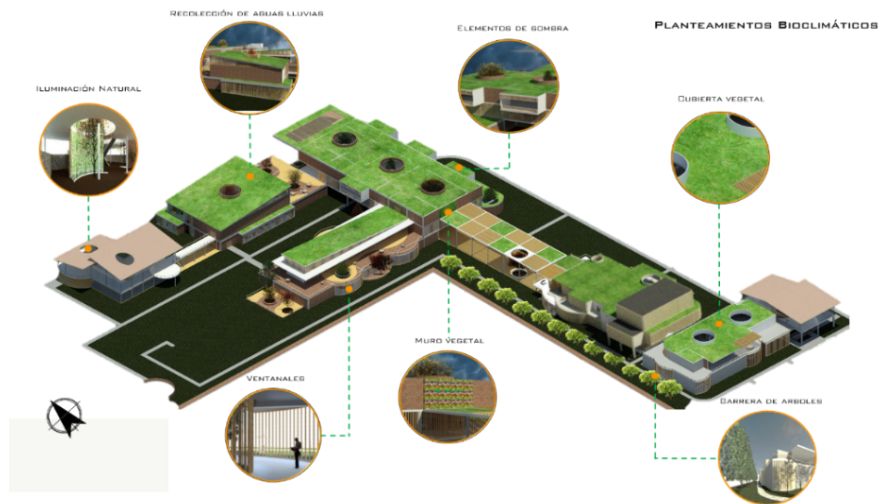 Recolección de aguas lluvias
Elementos de sombra
Planteamientos Bioclimáticos
Iluminación Natural
Cubierta vegetal
Muro vegetal
Ventanales
Barrera de arboles